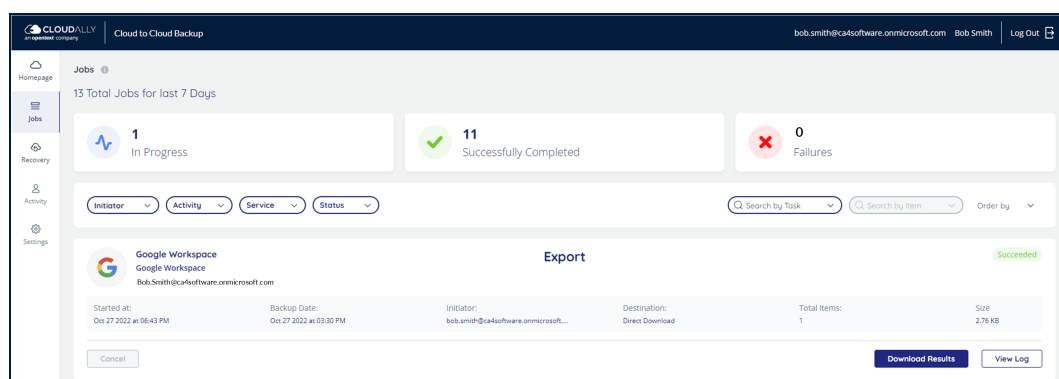 CLOUDALLY
an opentext company
Cloud to Cloud Backup
bob.smith@ca4software.onmicrosoft.com Bob Smith Log Out
Homepage
Jobs
Recovery
Activity
Settings
Jobs
13 Total Jobs for last 7 Days
1
In Progress
11
Successfully Completed
0
Failures
Initiator Activity Service Status Search by Task Search by Item Order by
Google Workspace
Google Workspace
Bob.Smith@ca4software.onmicrosoft.com
Export
Succeeded
Started at: Backup Date: Initiator: Destination: Total Items: Size
Oct 27 2022 at 06:43 PM Oct 27 2022 at 03:30 PM bob.smith@ca4software.onmicrosoft.... Direct Download 1 2.76 KB
Cancel Download Results View Log